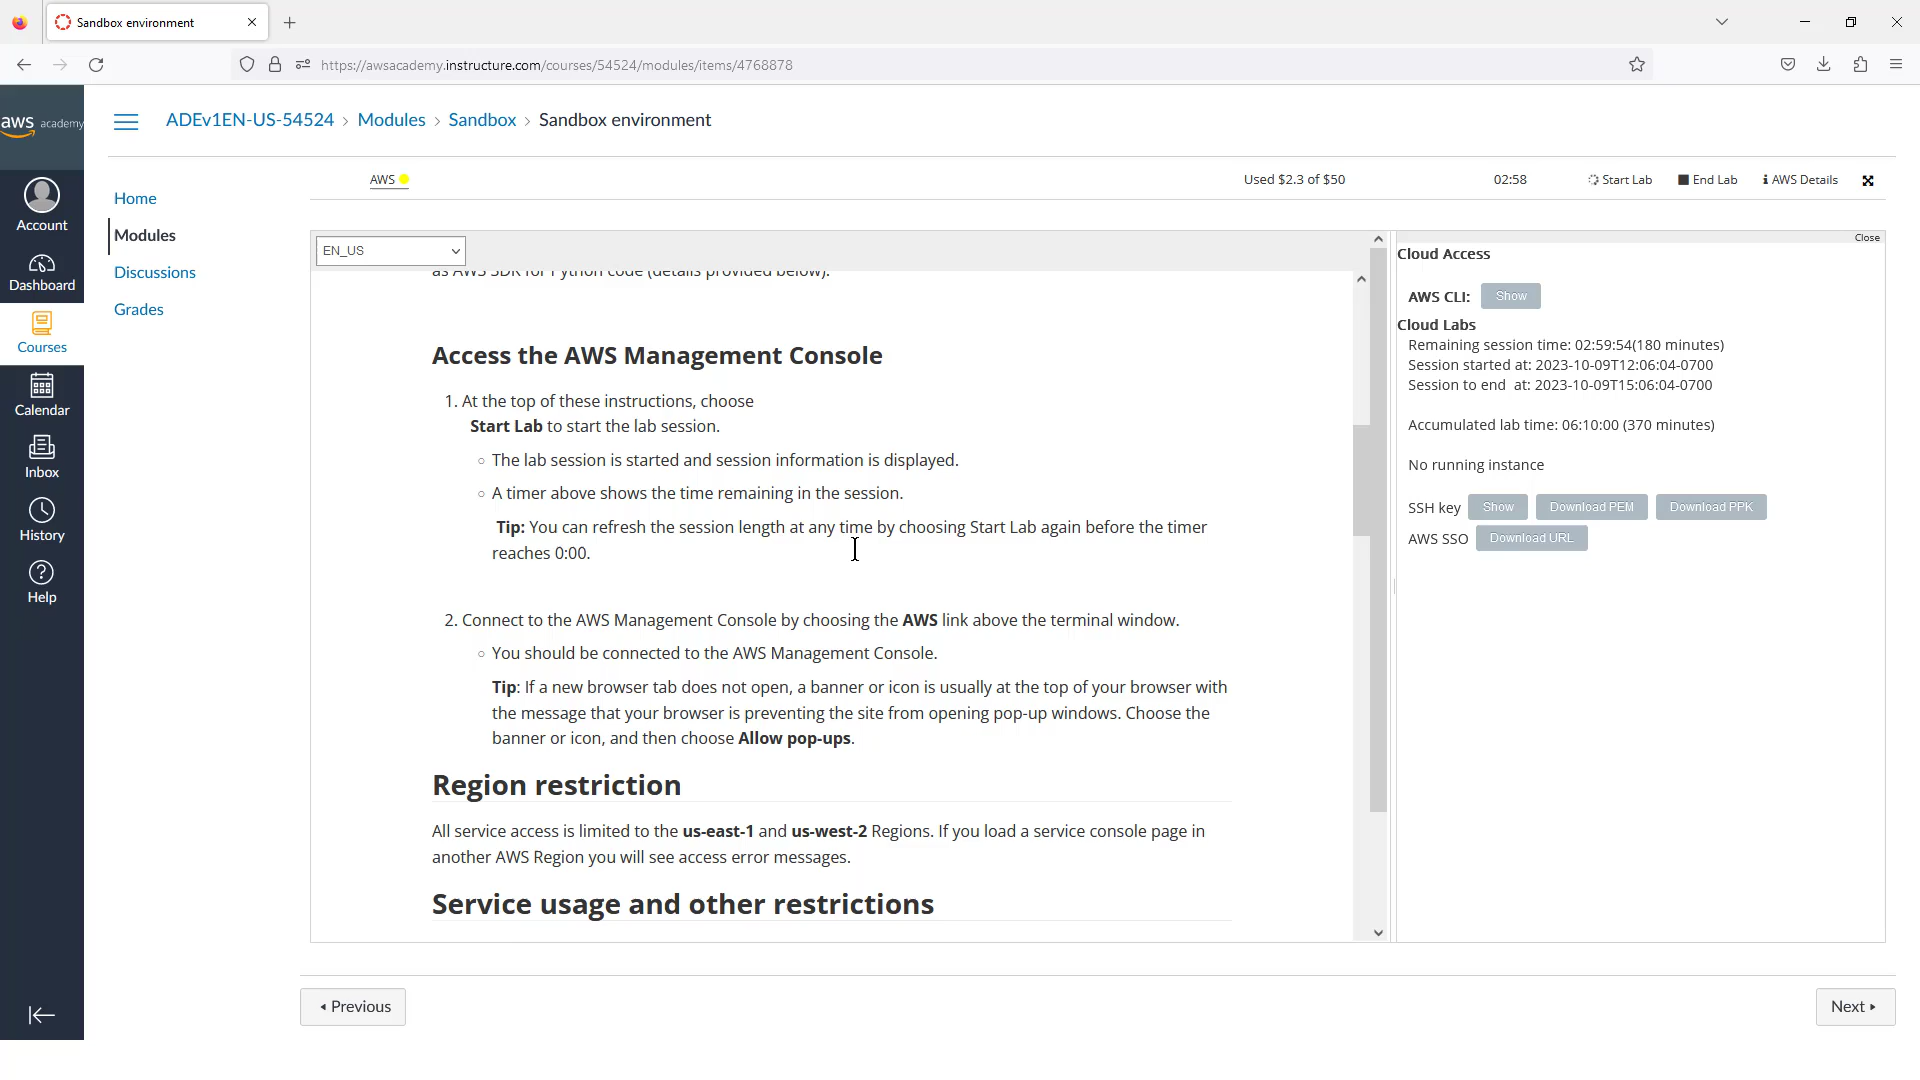 Sandbox environment
https://awsacademy.instructure.com/courses/54524/modules/items/4768878
aws academy
ADEv1EN-US-54524 › Modules › Sandbox › Sandbox environment
Account
Dashboard
Courses
Calendar
Inbox
History
Help
Home
Modules
Discussions
Grades
AWS
Used $2.3 of $50
02:58
Start Lab
End Lab
AWS Details
EN_US
as AWS SDK for Python code (details provided below).
Access the AWS Management Console
1. At the top of these instructions, choose
Start Lab to start the lab session.
○ The lab session is started and session information is displayed.
○ A timer above shows the time remaining in the session.
Tip: You can refresh the session length at any time by choosing Start Lab again before the timer
reaches 0:00.
2. Connect to the AWS Management Console by choosing the AWS link above the terminal window.
○ You should be connected to the AWS Management Console.
Tip: If a new browser tab does not open, a banner or icon is usually at the top of your browser with
the message that your browser is preventing the site from opening pop-up windows. Choose the
banner or icon, and then choose Allow pop-ups.
Region restriction
All service access is limited to the us-east-1 and us-west-2 Regions. If you load a service console page in
another AWS Region you will see access error messages.
Service usage and other restrictions
Close
Cloud Access
AWS CLI: Show
Cloud Labs
Remaining session time: 02:59:54(180 minutes)
Session started at: 2023-10-09T12:06:04-0700
Session to end at: 2023-10-09T15:06:04-0700
Accumulated lab time: 06:10:00 (370 minutes)
No running instance
SSH key Show Download PEM Download PPK
AWS SSO Download URL
Previous
Next